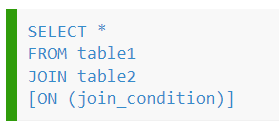 SELECT *
FROM table1
JOIN table2
[ON (join_condition)]